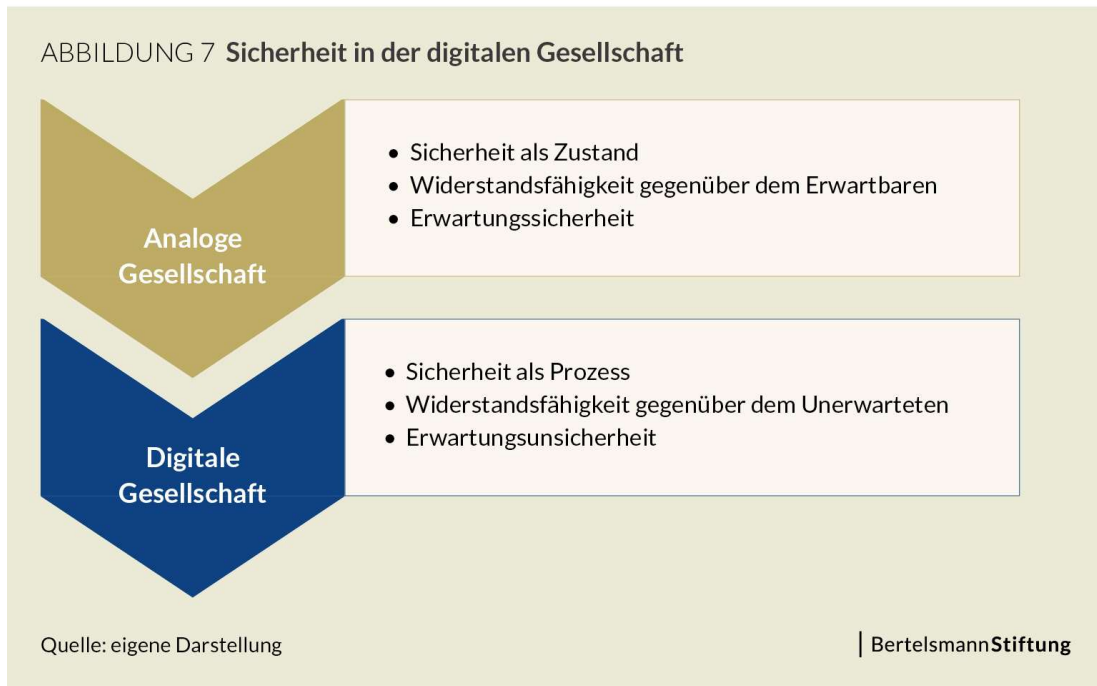 ABBILDUNG 7 Sicherheit in der digitalen Gesellschaft
Analoge
Gesellschaft
• Sicherheit als Zustand
• Widerstandsfähigkeit gegenüber dem Erwartbaren
• Erwartungssicherheit
Digitale
Gesellschaft
• Sicherheit als Prozess
• Widerstandsfähigkeit gegenüber dem Unerwarteten
• Erwartungsunsicherheit
Quelle: eigene Darstellung
BertelsmannStiftung